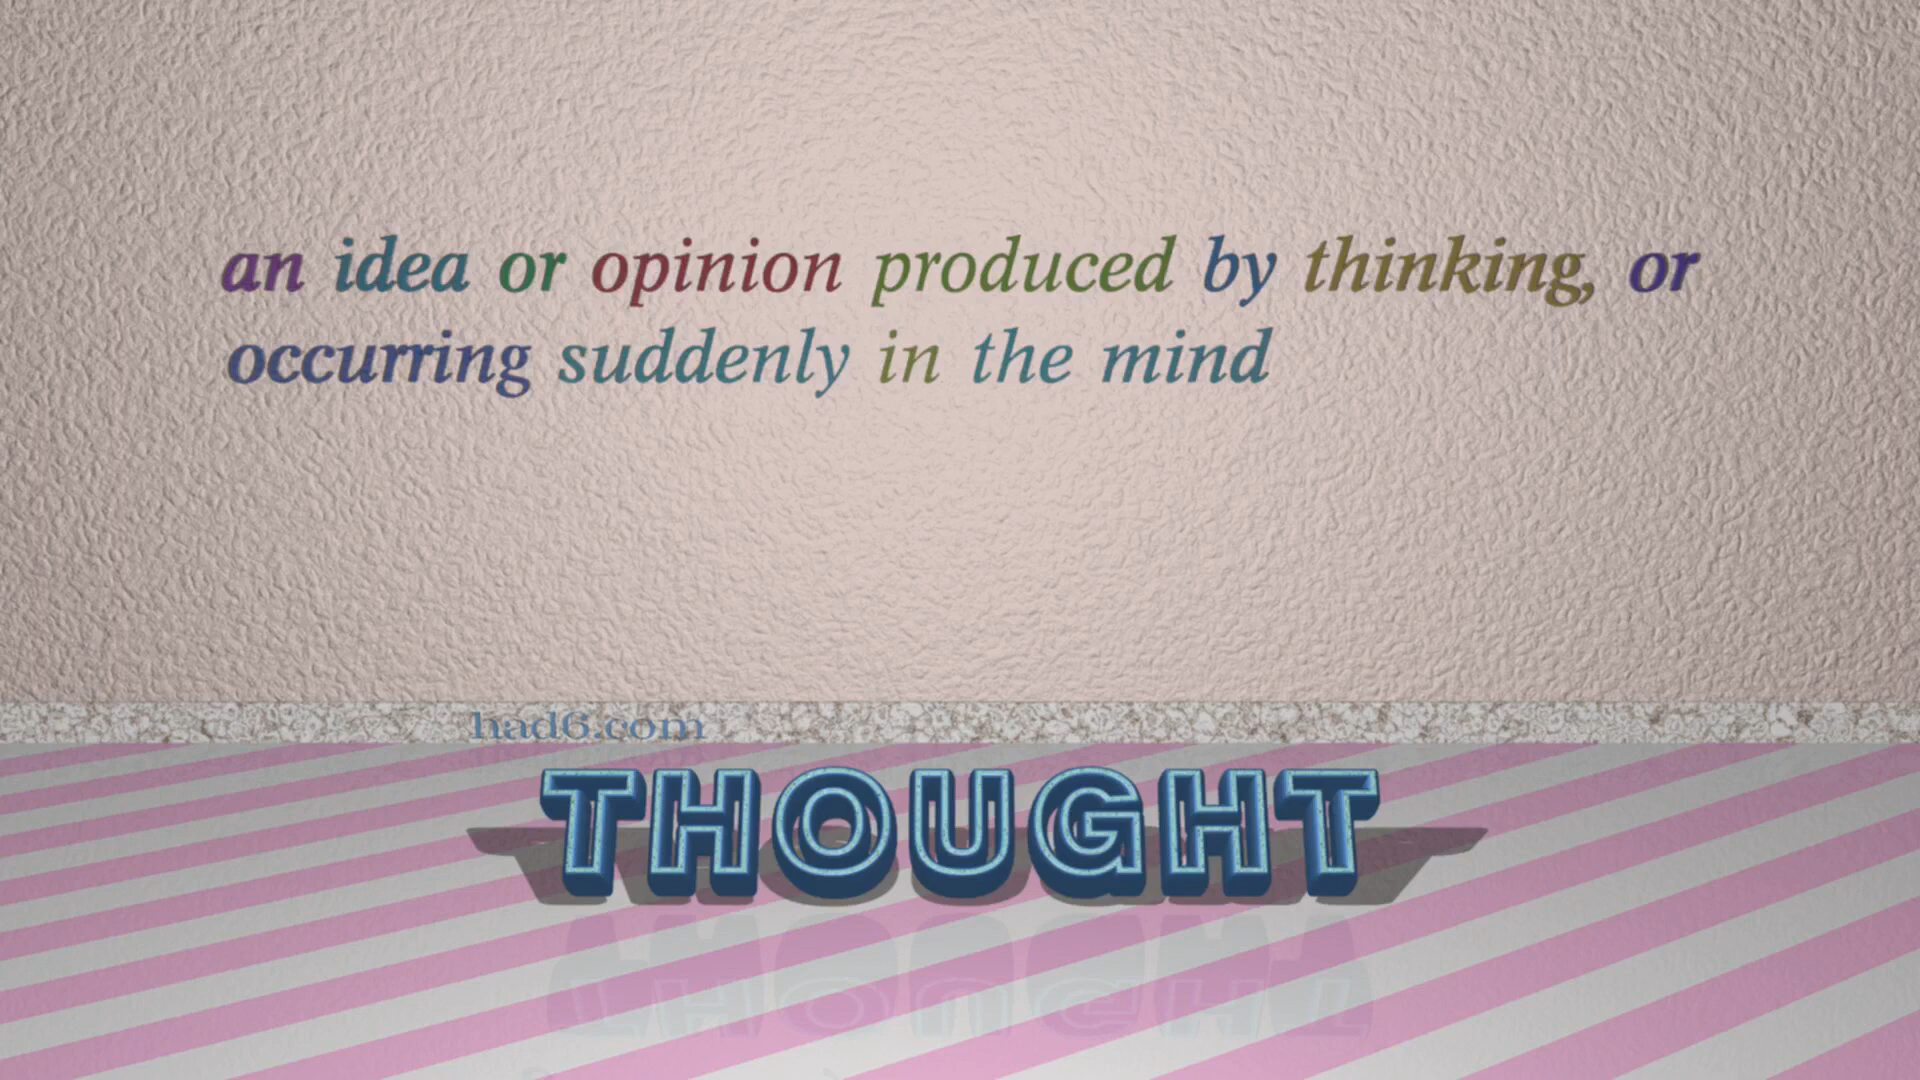 an idea or opinion produced by thinking, or
occurring suddenly in the mind
had6.com
THOUGHT